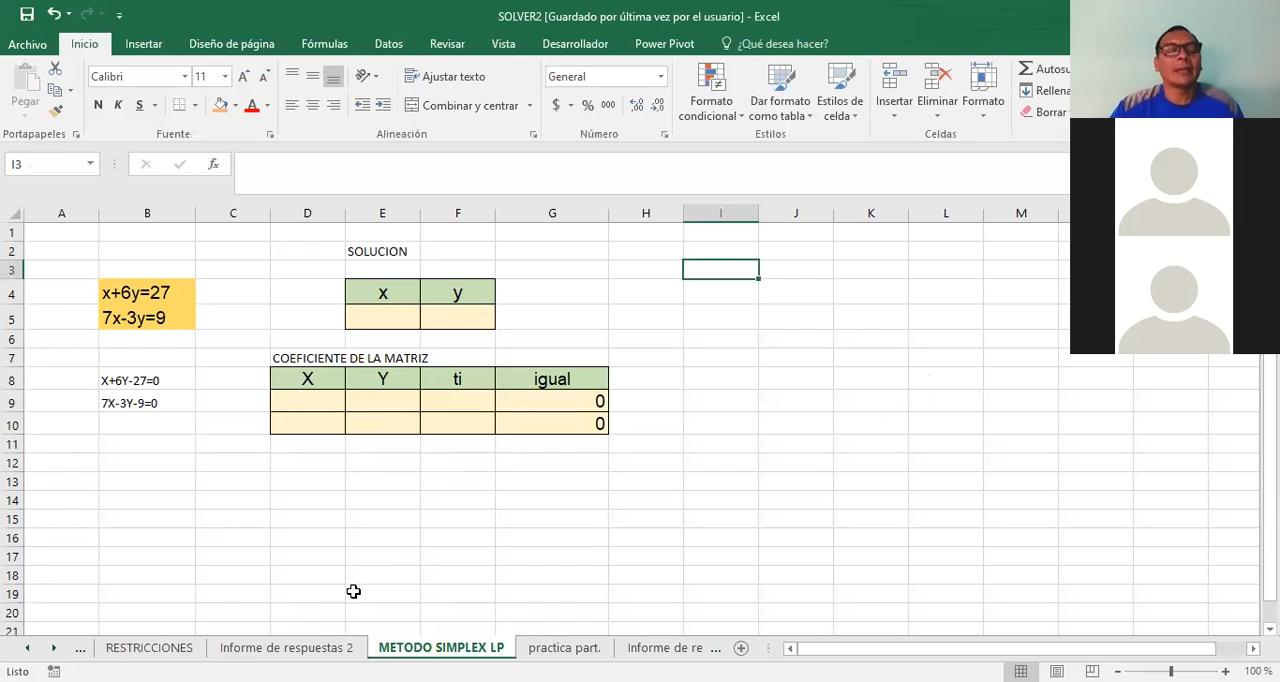 SOLVER2 [Guardado por última vez por el usuario] - Excel
Archivo Inicio Insertar Diseño de página Fórmulas Datos Revisar Vista Desarrollador Power Pivot ¿Qué desea hacer?
Pegar
Calibri 11
N K S
Ajustar texto
Combinar y centrar
General
$ % 000
Formato condicional
Dar formato como tabla
Estilos de celda
Insertar Eliminar Formato
Autosu
Rellena
Borrar
Portapapeles Fuente Alineación Número Estilos Celdas
I3 fx
A B C D E F G H I J K L M
1
2 SOLUCION
3
4 x+6y=27 x y
5 7x-3y=9
6
7 COEFICIENTE DE LA MATRIZ
8 X+6Y-27=0 X Y ti igual
9 7X-3Y-9=0 0
10 0
11
12
13
14
15
16
17
18
19
20
21
... RESTRICCIONES Informe de respuestas 2 METODO SIMPLEX LP practica part. Informe de re ...
Listo 100 %